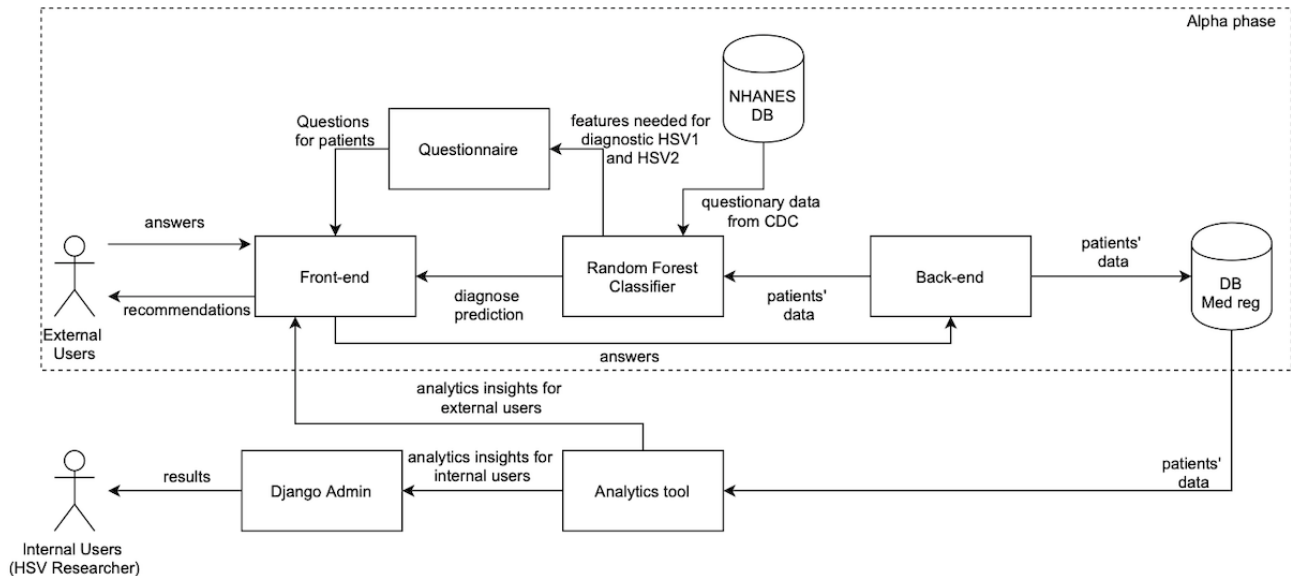 Alpha phase
NHANES
DB
Questions
for patients
Questionnaire
features needed for
diagnostic HSV1
and HSV2
questionary data
from CDC
answers
Front-end
Random Forest
Classifier
Back-end
patients'
data
DB
Med reg
recommendations
diagnose
prediction
patients'
data
External
Users
answers
analytics insights for
external users
results
Django Admin
analytics insights for
internal users
Analytics tool
patients'
data
Internal Users
(HSV Researcher)